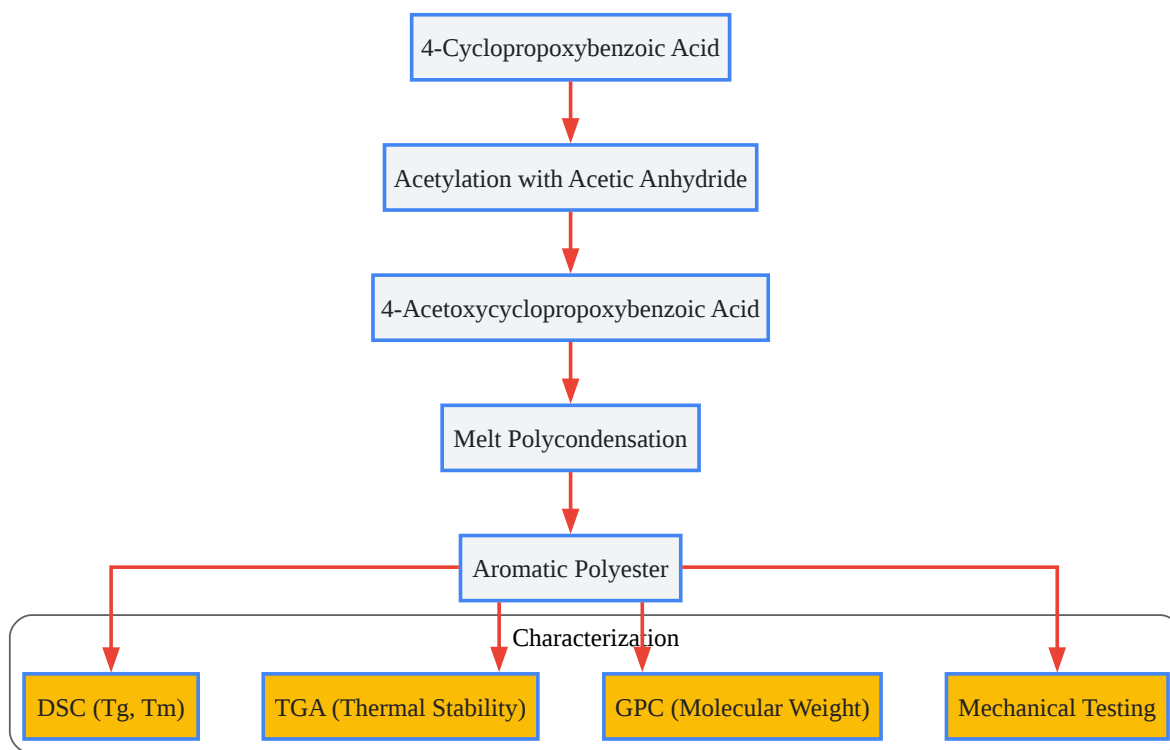 4-Cyclopropoxybenzoic Acid
Acetylation with Acetic Anhydride
4-Acetoxycyclopropoxybenzoic Acid
Melt Polycondensation
Aromatic Polyester
Characterization
DSC (Tg, Tm)
TGA (Thermal Stability)
GPC (Molecular Weight)
Mechanical Testing